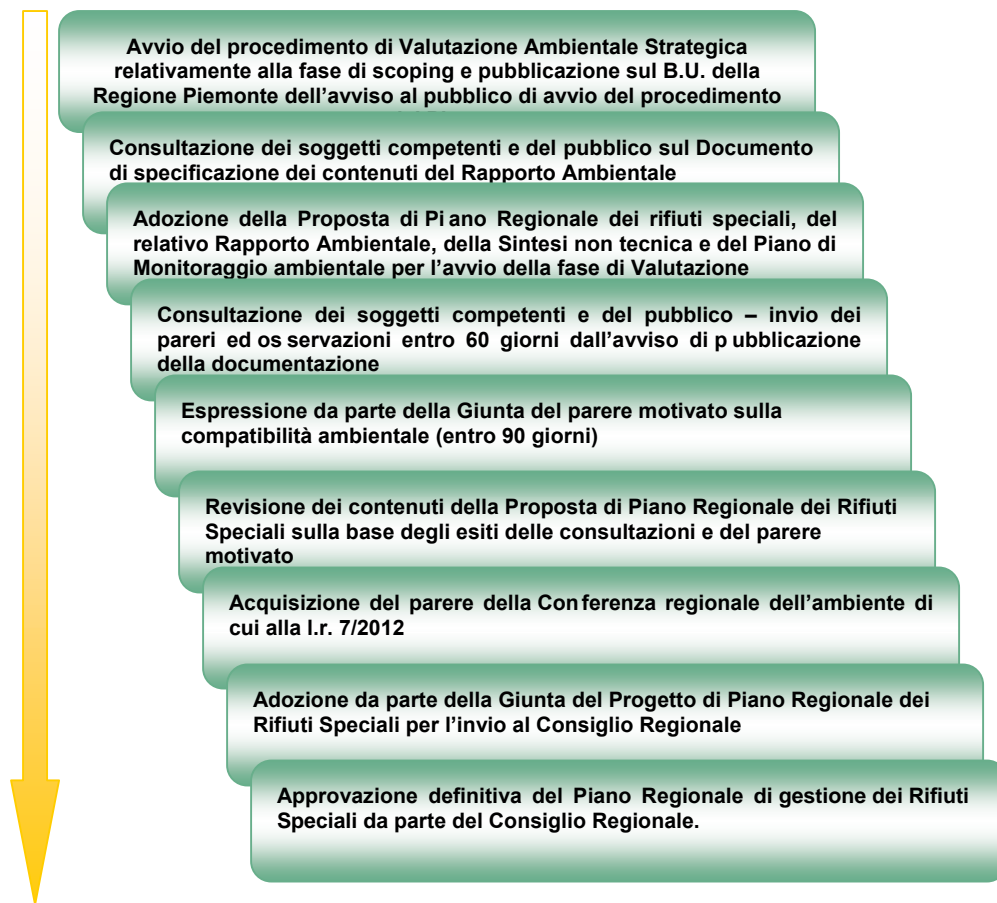 Avvio del procedimento di Valutazione Ambientale Strategica
relativamente alla fase di scoping e pubblicazione sul B.U. della
Regione Piemonte dell'avviso al pubblico di avvio del procedimento
Consultazione dei soggetti competenti e del pubblico sul Documento
di specificazione dei contenuti del Rapporto Ambientale
Adozione della Proposta di Pi ano Regionale dei rifiuti speciali, del
relativo Rapporto Ambientale, della Sintesi non tecnica e del Piano di
Monitoraggio ambientale per l'avvio della fase di Valutazione
Consultazione dei soggetti competenti e del pubblico – invio dei
pareri ed os servazioni entro 60 giorni dall'avviso di p ubblicazione
della documentazione
Espressione da parte della Giunta del parere motivato sulla
compatibilità ambientale (entro 90 giorni)
Revisione dei contenuti della Proposta di Piano Regionale dei Rifiuti
Speciali sulla base degli esiti delle consultazioni e del parere
motivato
Acquisizione del parere della Con ferenza regionale dell'ambiente di
cui alla l.r. 7/2012
Adozione da parte della Giunta del Progetto di Piano Regionale dei
Rifiuti Speciali per l'invio al Consiglio Regionale
Approvazione definitiva del Piano Regionale di gestione dei Rifiuti
Speciali da parte del Consiglio Regionale.